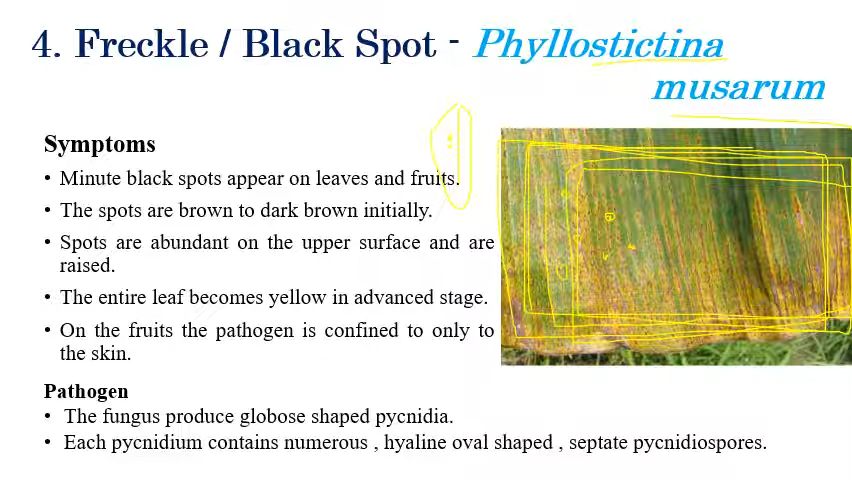 4. Freckle / Black Spot - Phyllostictina
musarum
Symptoms
• Minute black spots appear on leaves and fruits.
• The spots are brown to dark brown initially.
• Spots are abundant on the upper surface and are
raised.
• The entire leaf becomes yellow in advanced stage.
• On the fruits the pathogen is confined to only to
the skin.
Pathogen
• The fungus produce globose shaped pycnidia.
• Each pycnidium contains numerous , hyaline oval shaped , septate pycnidiospores.